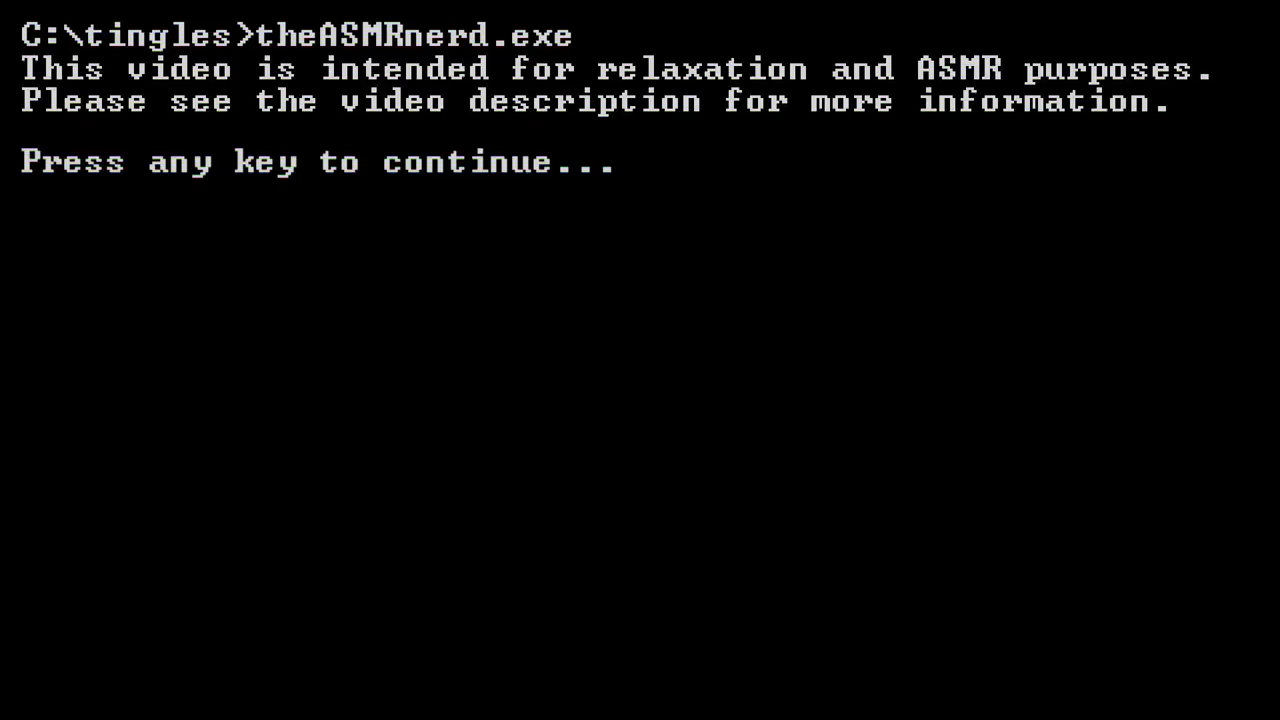 C:\tingles>theASMRnerd.exe
This video is intended for relaxation and ASMR purposes.
Please see the video description for more information.
Press any key to continue...